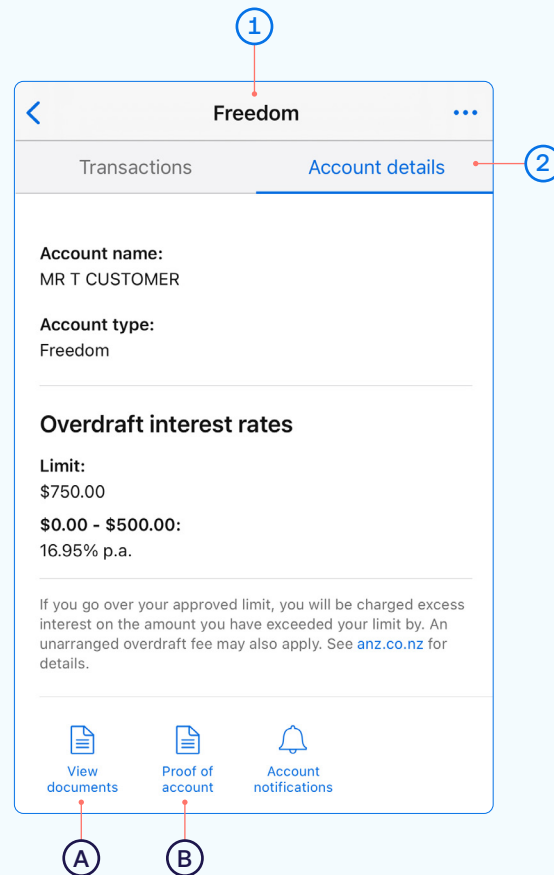 1
Freedom
Transactions
Account details
2
Account name:
MR T CUSTOMER
Account type:
Freedom
Overdraft interest rates
Limit:
$750.00
$0.00 - $500.00:
16.95% p.a.
If you go over your approved limit, you will be charged excess
interest on the amount you have exceeded your limit by. An
unarranged overdraft fee may also apply. See anz.co.nz for
details.
View
documents
Proof of
account
Account
notifications
A
B